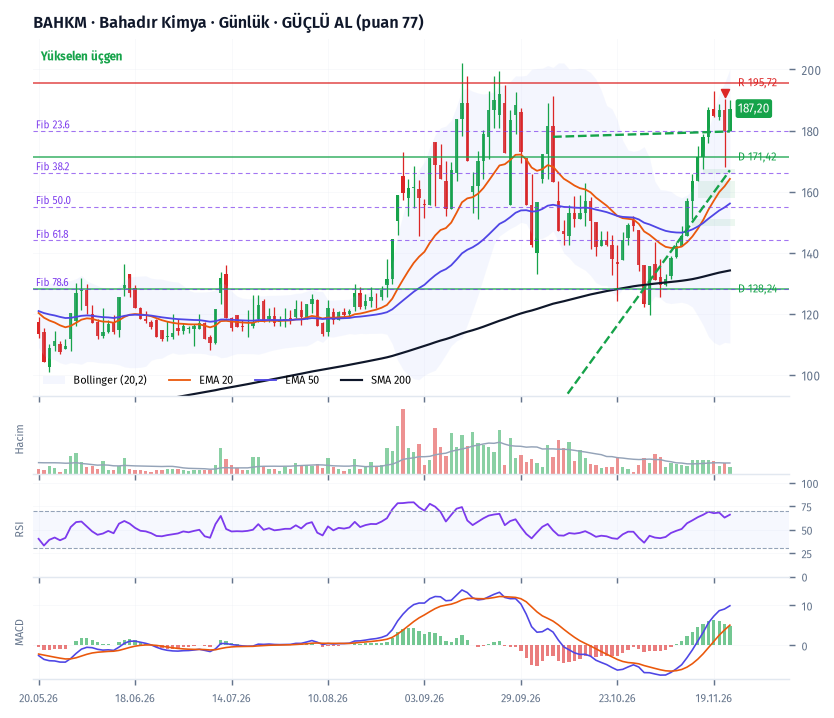 BAHKM · Bahadır Kimya · Günlük · GÜÇLÜ AL (puan 77)
Yükselen üçgen
200
R 195,72
187,20
Fib 23.6
180
D 171,42
Fib 38.2
160
Fib 50.0
Fib 61.8
140
Fib 78.6
D 128,24
120
100
Bollinger (20,2)
EMA 20
EMA 50
SMA 200
Hacim
RSI
100
75
50
25
0
MACD
10
0
20.05.26
18.06.26
14.07.26
10.08.26
03.09.26
29.09.26
23.10.26
19.11.26